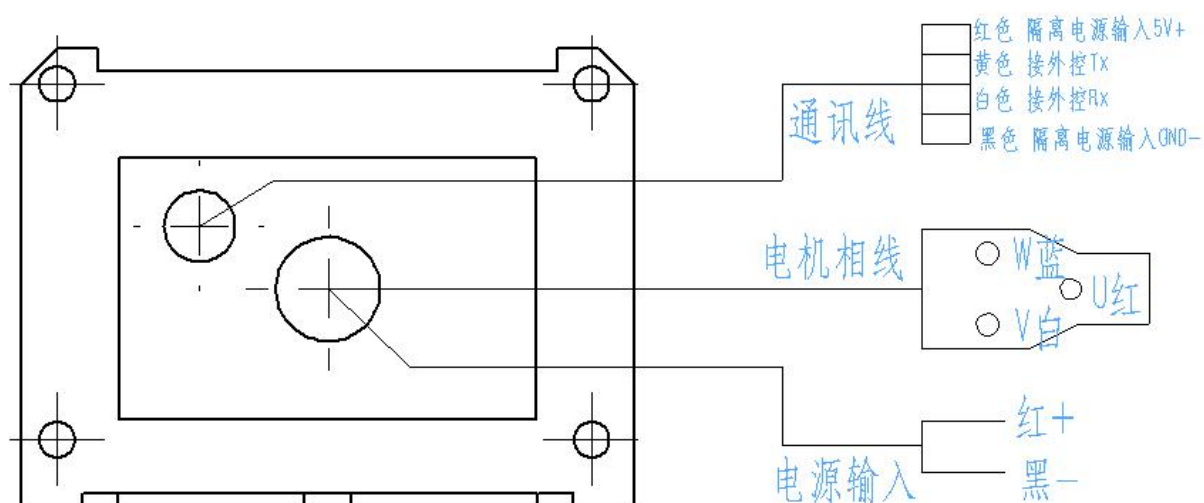 红色 隔离电源输入5V+
黄色 接外控Tx
白色 接外控Rx
黑色 隔离电源输入GND-
通讯线
电机相线
W蓝
U红
V白
电源输入
红+
黑-